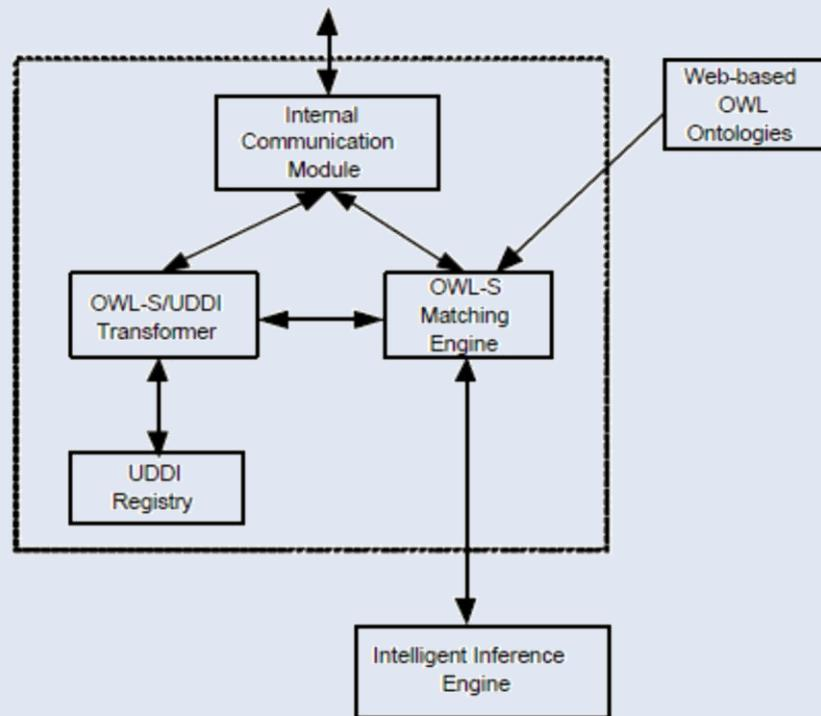 Internal
Communication
Module
Web-based
OWL
Ontologies
OWL-S/UDDI
Transformer
OWL-S
Matching
Engine
UDDI
Registry
Intelligent Inference
Engine